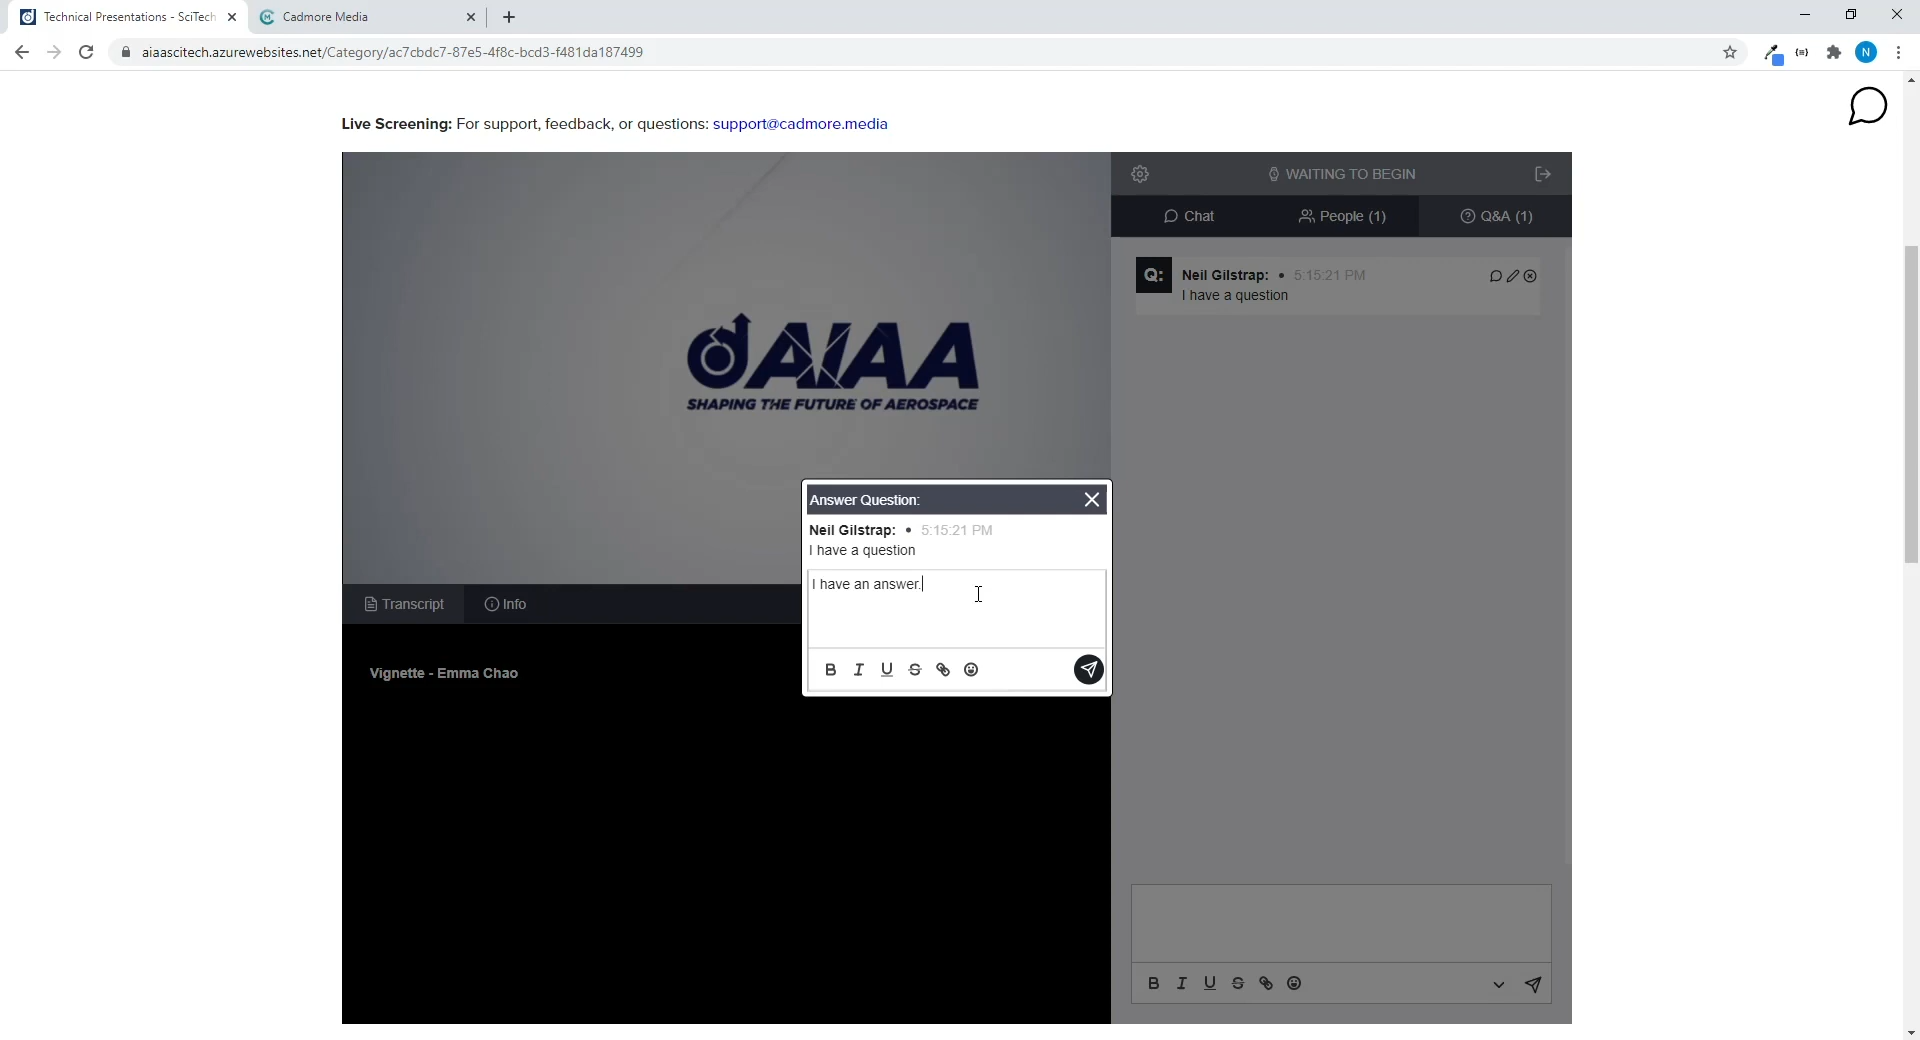 Technical Presentations - SciTech
Cadmore Media
aiaascitech.azurewebsites.net/Category/ac7cbdc7-87e5-4f8c-bcd3-f481da187499
N
Live Screening: For support, feedback, or questions: support@cadmore.media
AIAA
SHAPING THE FUTURE OF AEROSPACE
WAITING TO BEGIN
Chat
People (1)
Q&A (1)
Q:
Neil Gilstrap: • 5:15:21 PM
I have a question
Answer Question:
Neil Gilstrap: • 5:15:21 PM
I have a question
I have an answer.
B I U S
Transcript
Info
Vignette - Emma Chao
B I U S